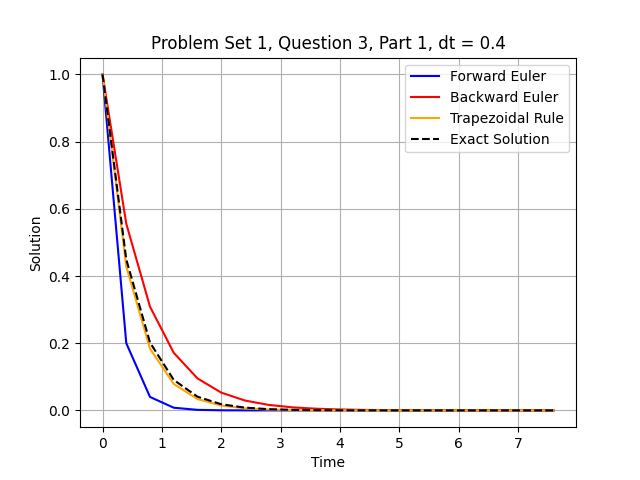 Problem Set 1, Question 3, Part 1, dt = 0.4
Forward Euler
Backward Euler
Trapezoidal Rule
Exact Solution
Solution
1.0
0.8
0.6
0.4
0.2
0.0
0 1 2 3 4 5 6 7
Time